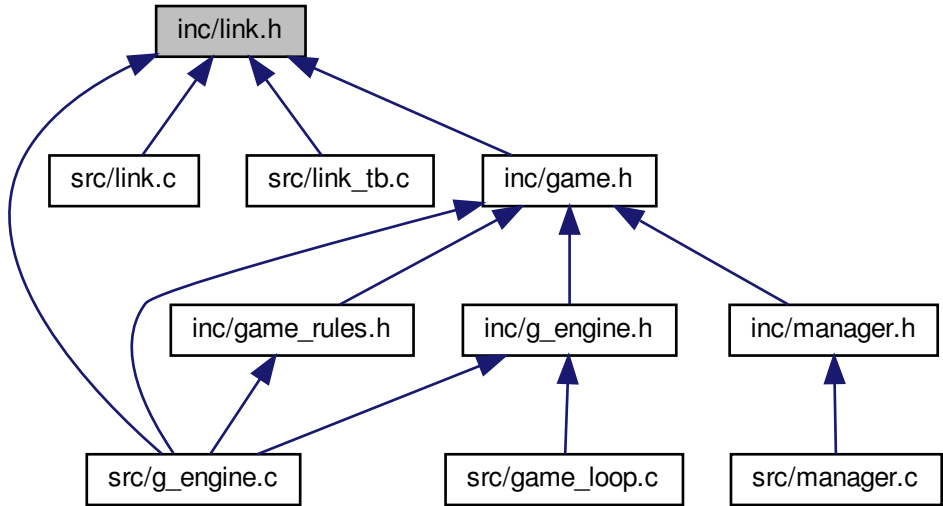 inc/link.h
src/link.c
src/link_tb.c
inc/game.h
inc/game_rules.h
inc/g_engine.h
inc/manager.h
src/g_engine.c
src/game_loop.c
src/manager.c